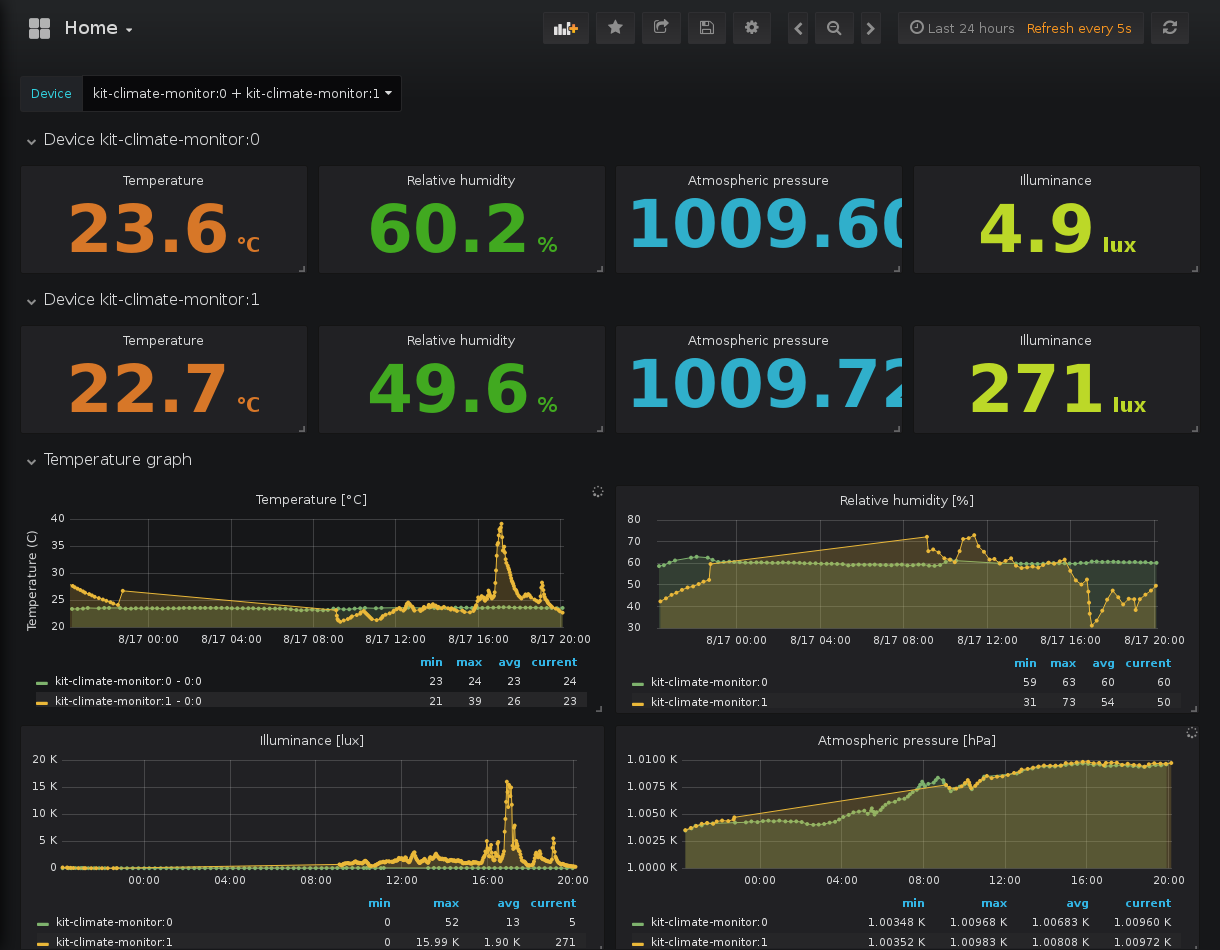 Home
Last 24 hours Refresh every 5s
Device kit-climate-monitor:0 + kit-climate-monitor:1
Device kit-climate-monitor:0
Temperature Relative humidity Atmospheric pressure Illuminance
23.6 °C 60.2 % 1009.60 4.9 lux
Device kit-climate-monitor:1
Temperature Relative humidity Atmospheric pressure Illuminance
22.7 °C 49.6 % 1009.72 271 lux
Temperature graph
Temperature [°C]
Temperature (C)
40
35
30
25
20
8/17 00:00 8/17 04:00 8/17 08:00 8/17 12:00 8/17 16:00 8/17 20:00
min max avg current
kit-climate-monitor:0 - 0:0 23 24 23 24
kit-climate-monitor:1 - 0:0 21 39 26 23
Relative humidity [%]
80
70
60
50
40
30
8/17 00:00 8/17 04:00 8/17 08:00 8/17 12:00 8/17 16:00 8/17 20:00
min max avg current
kit-climate-monitor:0 59 63 60 60
kit-climate-monitor:1 31 73 54 50
Illuminance [lux]
20 K
15 K
10 K
5 K
0
00:00 04:00 08:00 12:00 16:00 20:00
min max avg current
kit-climate-monitor:0 0 52 13 5
kit-climate-monitor:1 0 15.99 K 1.90 K 271
Atmospheric pressure [hPa]
1.0100 K
1.0075 K
1.0050 K
1.0025 K
1.0000 K
00:00 04:00 08:00 12:00 16:00 20:00
min max avg current
kit-climate-monitor:0 1.00348 K 1.00968 K 1.00683 K 1.00960 K
kit-climate-monitor:1 1.00352 K 1.00983 K 1.00808 K 1.00972 K